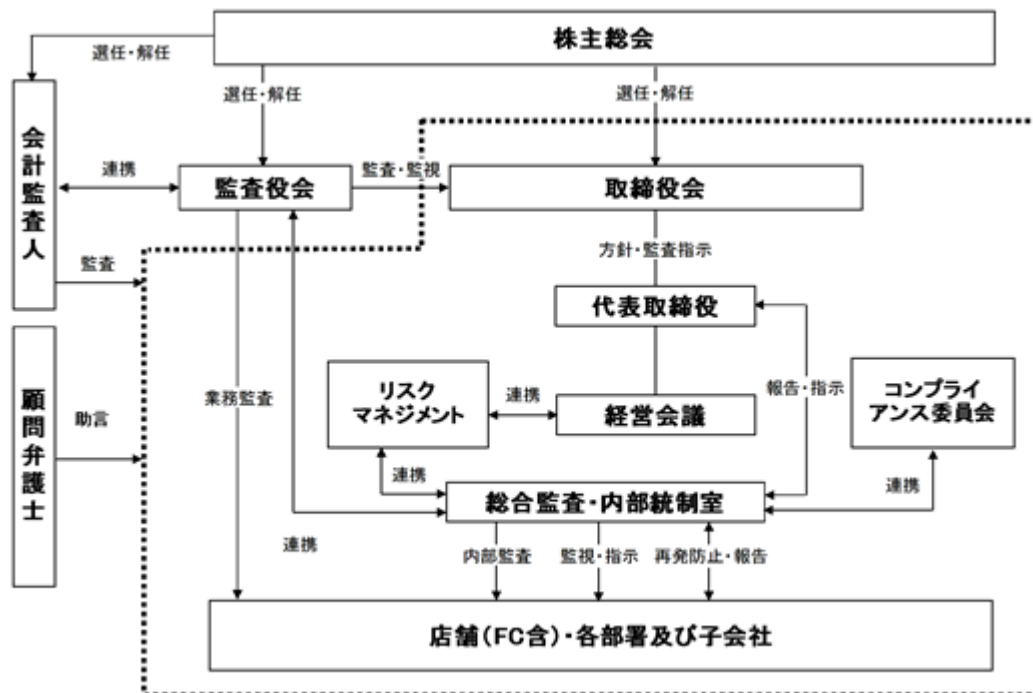 株主総会
選任・解任
選任・解任
選任・解任
会計監査人
連携
監査役会
監査・監視
取締役会
方針・監査指示
監査
代表取締役
顧問弁護士
助言
業務監査
リスク
マネジメント
連携
経営会議
報告・指示
コンプライ
アンス委員会
連携
連携
総合監査・内部統制室
連携
内部監査
監視・指示
再発防止・報告
店舗(FC含)・各部署及び子会社